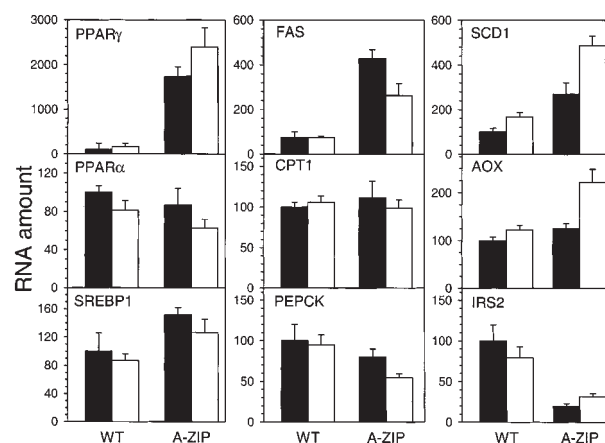 RNA amount
PPARγ
3000
2000
1000
0
FAS
600
400
200
0
SCD1
600
400
200
0
PPARα
120
80
40
0
CPT1
150
100
50
0
AOX
200
100
0
SREBP1
160
120
80
40
0
PEPCK
150
100
50
0
IRS2
150
100
50
0
WT A-ZIP
WT A-ZIP
WT A-ZIP